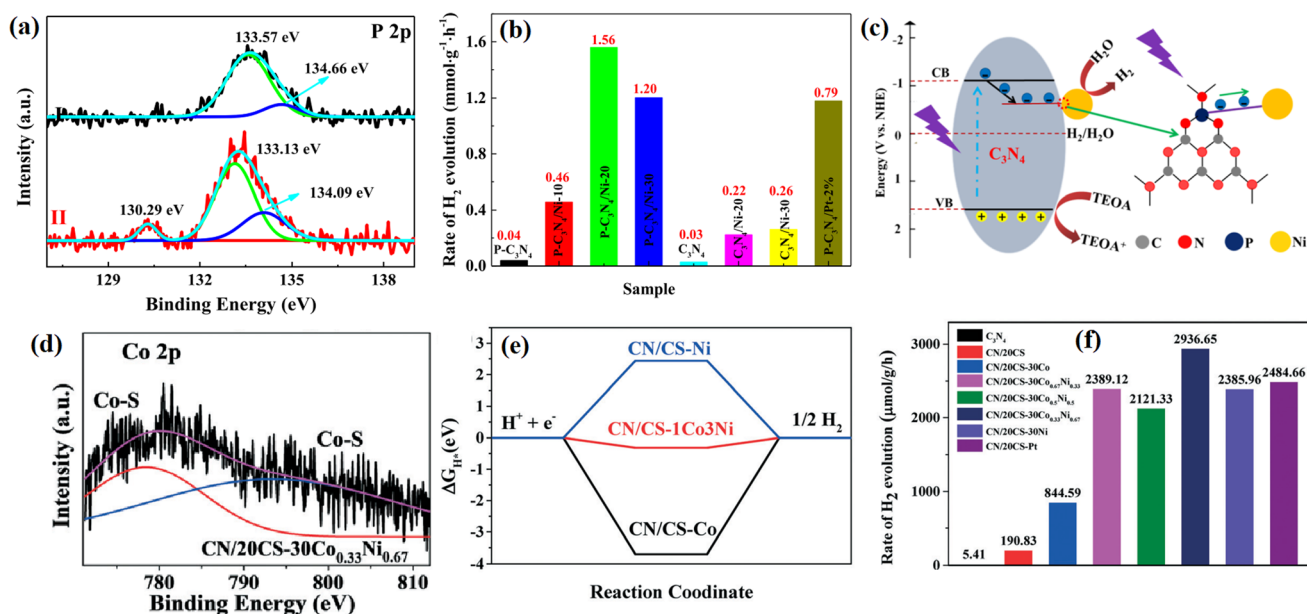 (a)
P 2p
133.57 eV
134.66 eV
I
133.13 eV
134.09 eV
130.29 eV
II
Intensity (a.u.)
129 132 135 138
Binding Energy (eV)
(b)
Rate of H2 evolution (mmol·g-1·h-1)
1.6
1.2
0.8
0.4
0.0
0.04
P-C3N4
0.46
P-C3N4/Ni-10
1.56
P-C3N4/Ni-20
1.20
P-C3N4/Ni-30
0.03
C3N4
0.22
-C3N4/Ni-20
0.26
C3N4/Ni-30
0.79
P-C3N4/Pt-2%
Sample
(c)
Energy (V vs. NHE)
-2
-1
0
1
2
CB
VB
H2O
H2
H2/H2O
C3N4
+ + + +
TEOA
TEOA+
C N P Ni
(d)
Co 2p
Co-S
Co-S
CN/20CS-30Co0.33Ni0.67
Intensity (a.u.)
780 790 800 810
Binding Energy (eV)
(e)
ΔGH* (eV)
4
3
2
1
0
-1
-2
-3
-4
CN/CS-Ni
H+ + e-
1/2 H2
CN/CS-1Co3Ni
CN/CS-Co
Reaction Coodinate
(f)
Rate of H2 evolution (μmol/g/h)
3000
2000
1000
0
C3N4
CN/20CS
CN/20CS-30Co
CN/20CS-30Co0.67Ni0.33
CN/20CS-30Co0.5Ni0.5
CN/20CS-30Co0.33Ni0.67
CN/20CS-30Ni
CN/20CS-Pt
5.41
190.83
844.59
2389.12
2121.33
2936.65
2385.96
2484.66